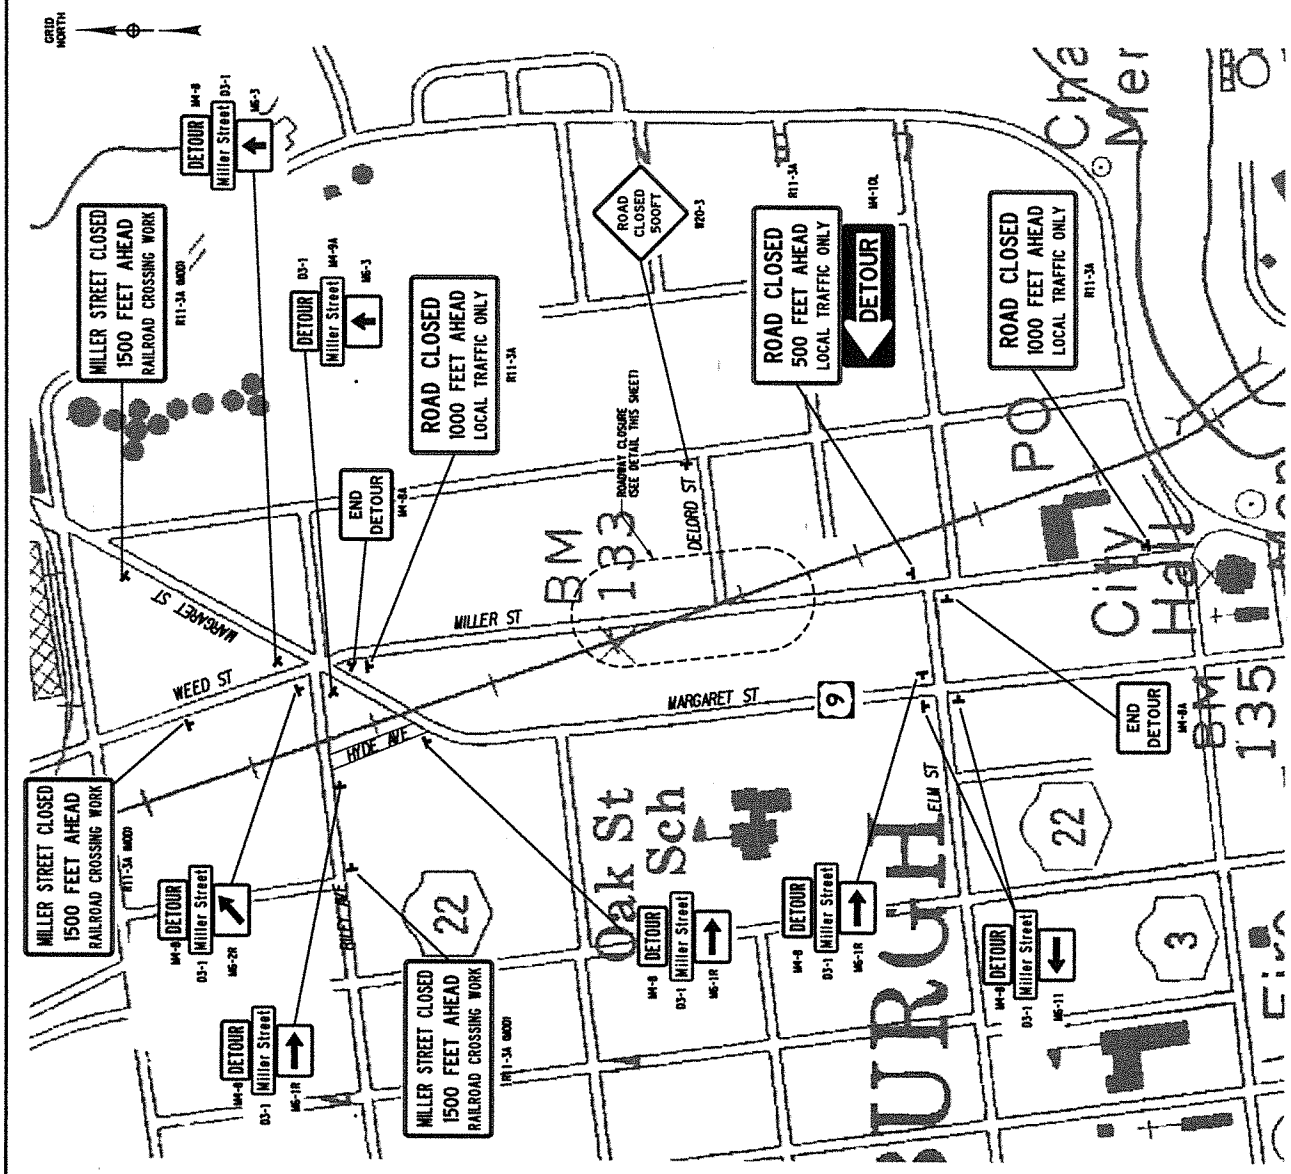 GRID
NORTH
MILLER STREET CLOSED
1500 FEET AHEAD
RAILROAD CROSSING WORK
R11-3A (MOD)
DETOUR
M4-8
Miller Street
D3-1
M6-3
DETOUR
D3-1
Miller Street
M4-9A
M6-3
ROAD CLOSED
1000 FEET AHEAD
LOCAL TRAFFIC ONLY
R11-3A
END
DETOUR
M4-8A
ROADWAY CLOSURE
(SEE DETAIL THIS SHEET)
ROAD
CLOSED
500FT
W20-3
ROAD CLOSED
500 FEET AHEAD
LOCAL TRAFFIC ONLY
R11-3A
DETOUR
M4-10L
ROAD CLOSED
1000 FEET AHEAD
LOCAL TRAFFIC ONLY
R11-3A
MARGARET ST
WEED ST
MILLER ST
BM
133
DELORD ST
MARGARET ST
9
HYDE AVE
ELM ST
PO
City
Hall
BM
135
Cha
Mer
END
DETOUR
M4-8A
MILLER STREET CLOSED
1500 FEET AHEAD
RAILROAD CROSSING WORK
R11-3A (MOD)
M4-8
DETOUR
D3-1
Miller Street
M6-2R
M4-8
DETOUR
D3-1
Miller Street
M6-1R
22
MILLER STREET CLOSED
1500 FEET AHEAD
RAILROAD CROSSING WORK
R11-3A (MOD)
Oak St
Sch
M4-8
DETOUR
D3-1
Miller Street
M6-1R
M4-8
DETOUR
D3-1
Miller Street
M6-1R
BURGH
22
3
M4-8
DETOUR
D3-1
Miller Street
M6-11